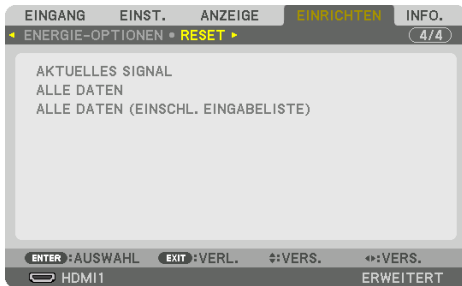 EINGANG EINST. ANZEIGE EINRICHTEN INFO.
ENERGIE-OPTIONEN • RESET 4/4
AKTUELLES SIGNAL
ALLE DATEN
ALLE DATEN (EINSCHL. EINGABELISTE)
ENTER :AUSWAHL EXIT :VERL. :VERS. :VERS.
HDMI1 ERWEITERT